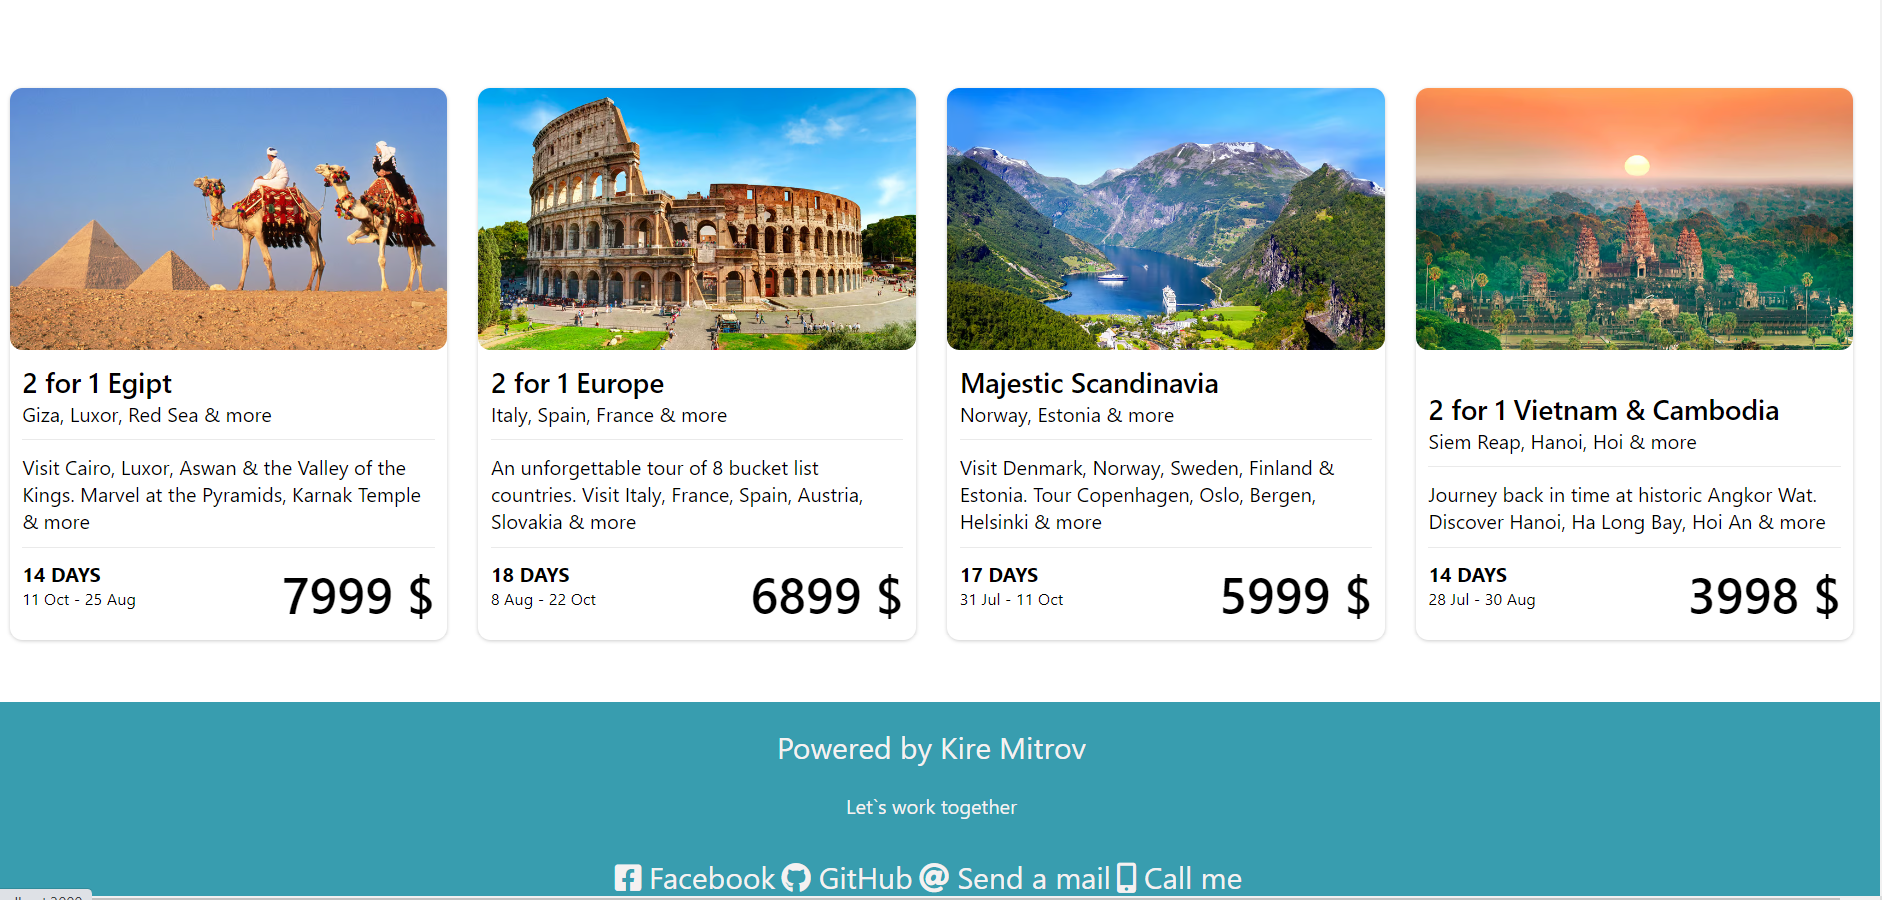 2 for 1 Egipt
Giza, Luxor, Red Sea & more
Visit Cairo, Luxor, Aswan & the Valley of the
Kings. Marvel at the Pyramids, Karnak Temple
& more
14 DAYS
11 Oct - 25 Aug
7999 $
2 for 1 Europe
Italy, Spain, France & more
An unforgettable tour of 8 bucket list
countries. Visit Italy, France, Spain, Austria,
Slovakia & more
18 DAYS
8 Aug - 22 Oct
6899 $
Majestic Scandinavia
Norway, Estonia & more
Visit Denmark, Norway, Sweden, Finland &
Estonia. Tour Copenhagen, Oslo, Bergen,
Helsinki & more
17 DAYS
31 Jul - 11 Oct
5999 $
2 for 1 Vietnam & Cambodia
Siem Reap, Hanoi, Hoi & more
Journey back in time at historic Angkor Wat.
Discover Hanoi, Ha Long Bay, Hoi An & more
14 DAYS
28 Jul - 30 Aug
3998 $
Powered by Kire Mitrov
Let`s work together
Facebook GitHub Send a mail Call me